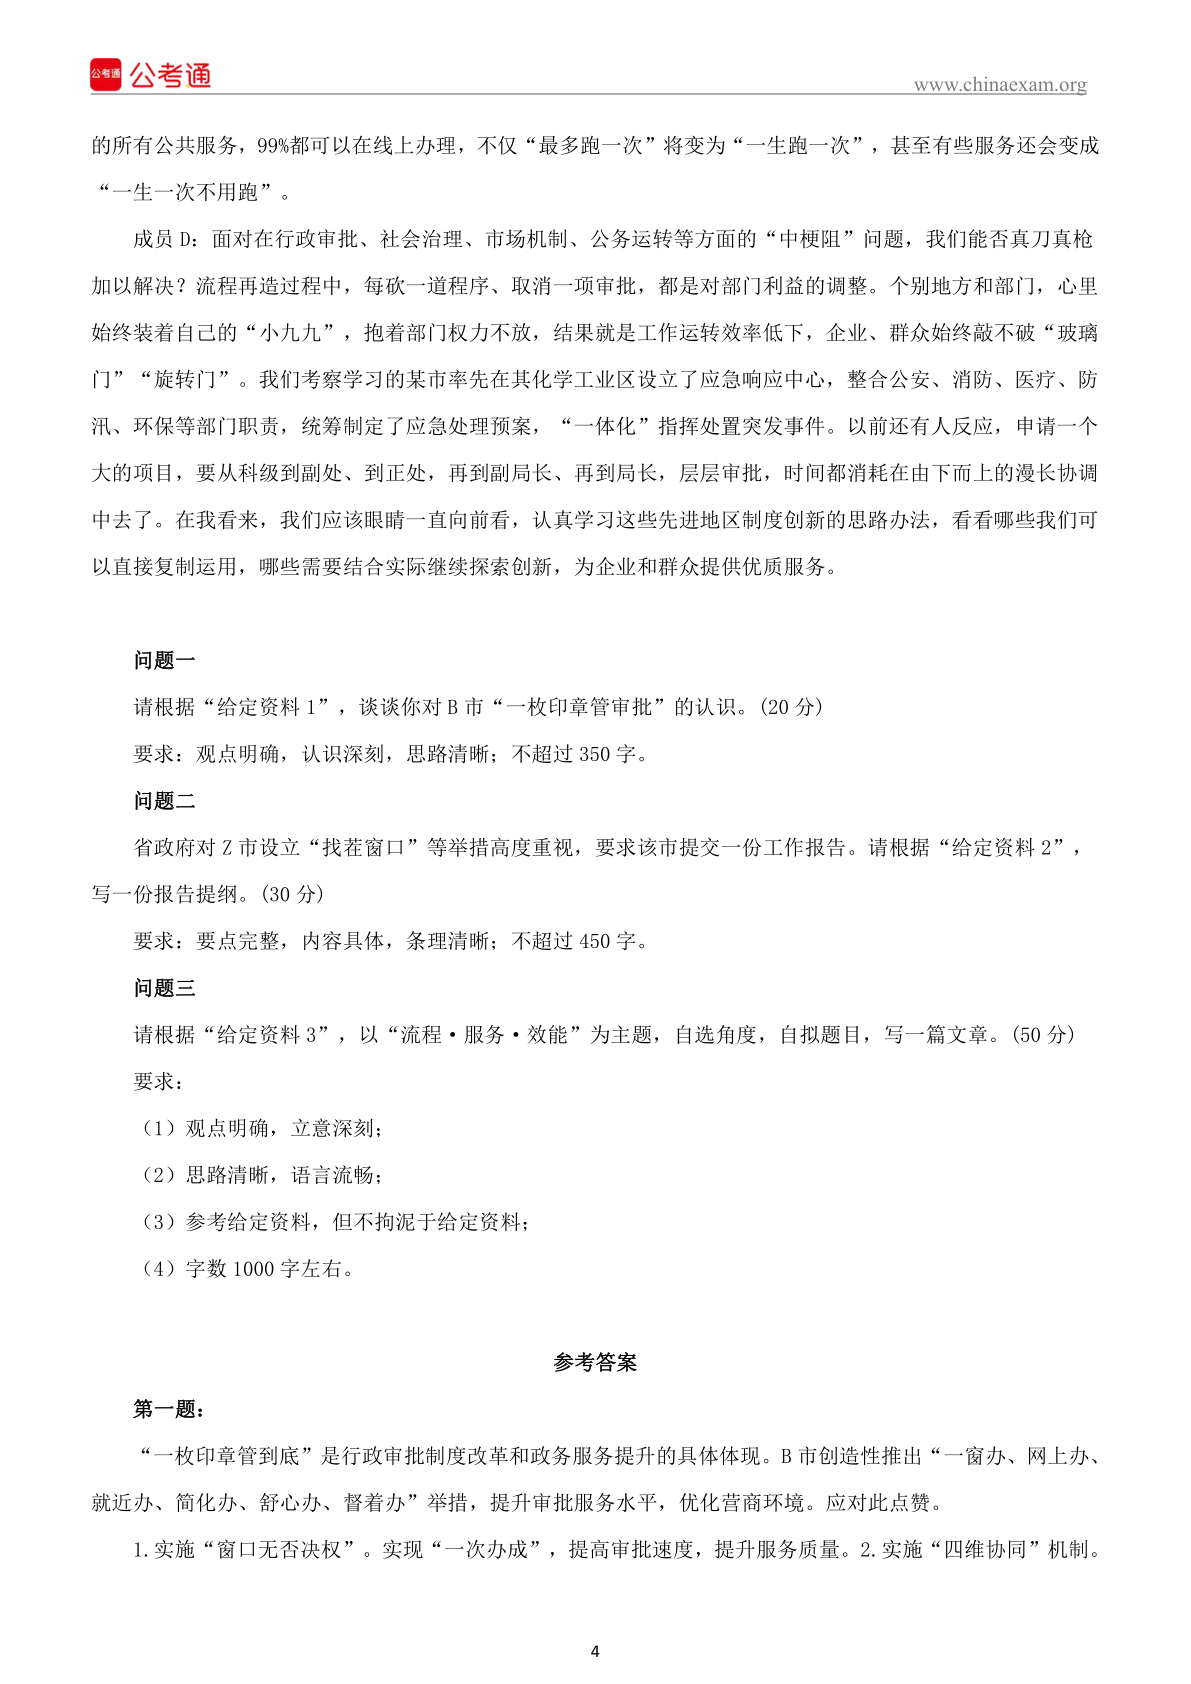 公考通 公考通
www.chinaexam.org
的所有公共服务，99%都可以在线上办理，不仅“最多跑一次”将变为“一生跑一次”，甚至有些服务还会变成
“一生一次不用跑”。
成员 D：面对在行政审批、社会治理、市场机制、公务运转等方面的“中梗阻”问题，我们能否真刀真枪
加以解决？流程再造过程中，每砍一道程序、取消一项审批，都是对部门利益的调整。个别地方和部门，心里
始终装着自己的“小九九”，抱着部门权力不放，结果就是工作运转效率低下，企业、群众始终敲不破“玻璃
门”“旋转门”。我们考察学习的某市率先在其化学工业区设立了应急响应中心，整合公安、消防、医疗、防
汛、环保等部门职责，统筹制定了应急处理预案，“一体化”指挥处置突发事件。以前还有人反应，申请一个
大的项目，要从科级到副处、到正处，再到副局长、再到局长，层层审批，时间都消耗在由下而上的漫长协调
中去了。在我看来，我们应该眼睛一直向前看，认真学习这些先进地区制度创新的思路办法，看看哪些我们可
以直接复制运用，哪些需要结合实际继续探索创新，为企业和群众提供优质服务。
问题一
请根据“给定资料 1”，谈谈你对 B 市“一枚印章管审批”的认识。(20 分)
要求：观点明确，认识深刻，思路清晰；不超过 350 字。
问题二
省政府对 Z 市设立“找茬窗口”等举措高度重视，要求该市提交一份工作报告。请根据“给定资料 2”，
写一份报告提纲。(30 分)
要求：要点完整，内容具体，条理清晰；不超过 450 字。
问题三
请根据“给定资料 3”，以“流程·服务·效能”为主题，自选角度，自拟题目，写一篇文章。(50 分)
要求：
（1）观点明确，立意深刻；
（2）思路清晰，语言流畅；
（3）参考给定资料，但不拘泥于给定资料；
（4）字数 1000 字左右。
参考答案
第一题：
“一枚印章管到底”是行政审批制度改革和政务服务提升的具体体现。B 市创造性推出“一窗办、网上办、
就近办、简化办、舒心办、督着办”举措，提升审批服务水平，优化营商环境。应对此点赞。
1.实施“窗口无否决权”。实现“一次办成”，提高审批速度，提升服务质量。2.实施“四维协同”机制。
4